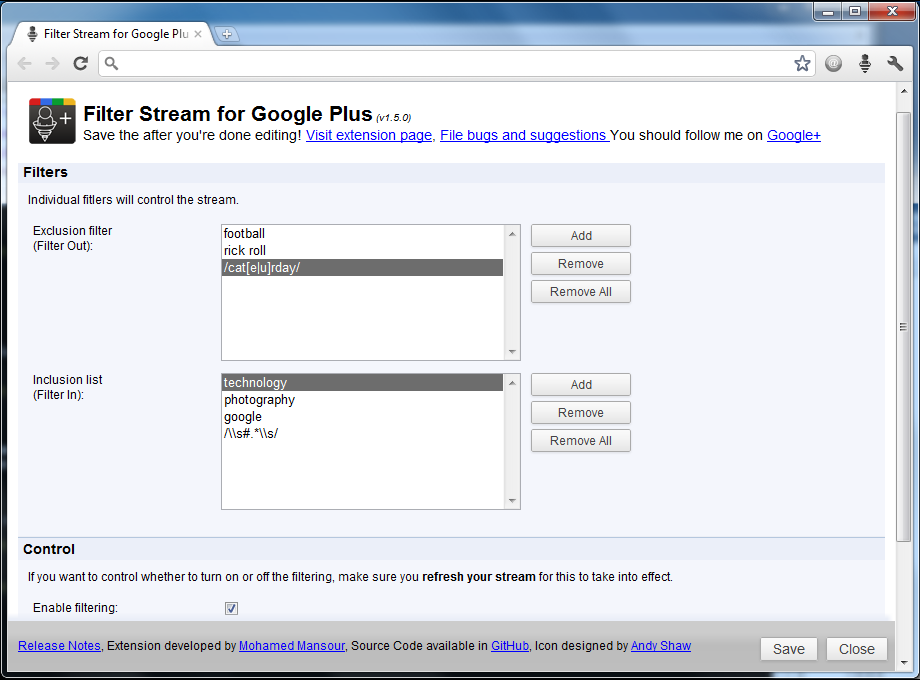 Filter Stream for Google Plu
Filter Stream for Google Plus (v1.5.0)
Save the after you're done editing! Visit extension page, File bugs and suggestions You should follow me on Google+
Filters
Individual fitlers will control the stream.
Exclusion filter
(Filter Out):
football
rick roll
/cat[e|u]rday/
Add
Remove
Remove All
Inclusion list
(Filter In):
technology
photography
google
/\\s#.*\\s/
Add
Remove
Remove All
Control
If you want to control whether to turn on or off the filtering, make sure you refresh your stream for this to take into effect.
Enable filtering:
Release Notes, Extension developed by Mohamed Mansour, Source Code available in GitHub, Icon designed by Andy Shaw
Save
Close